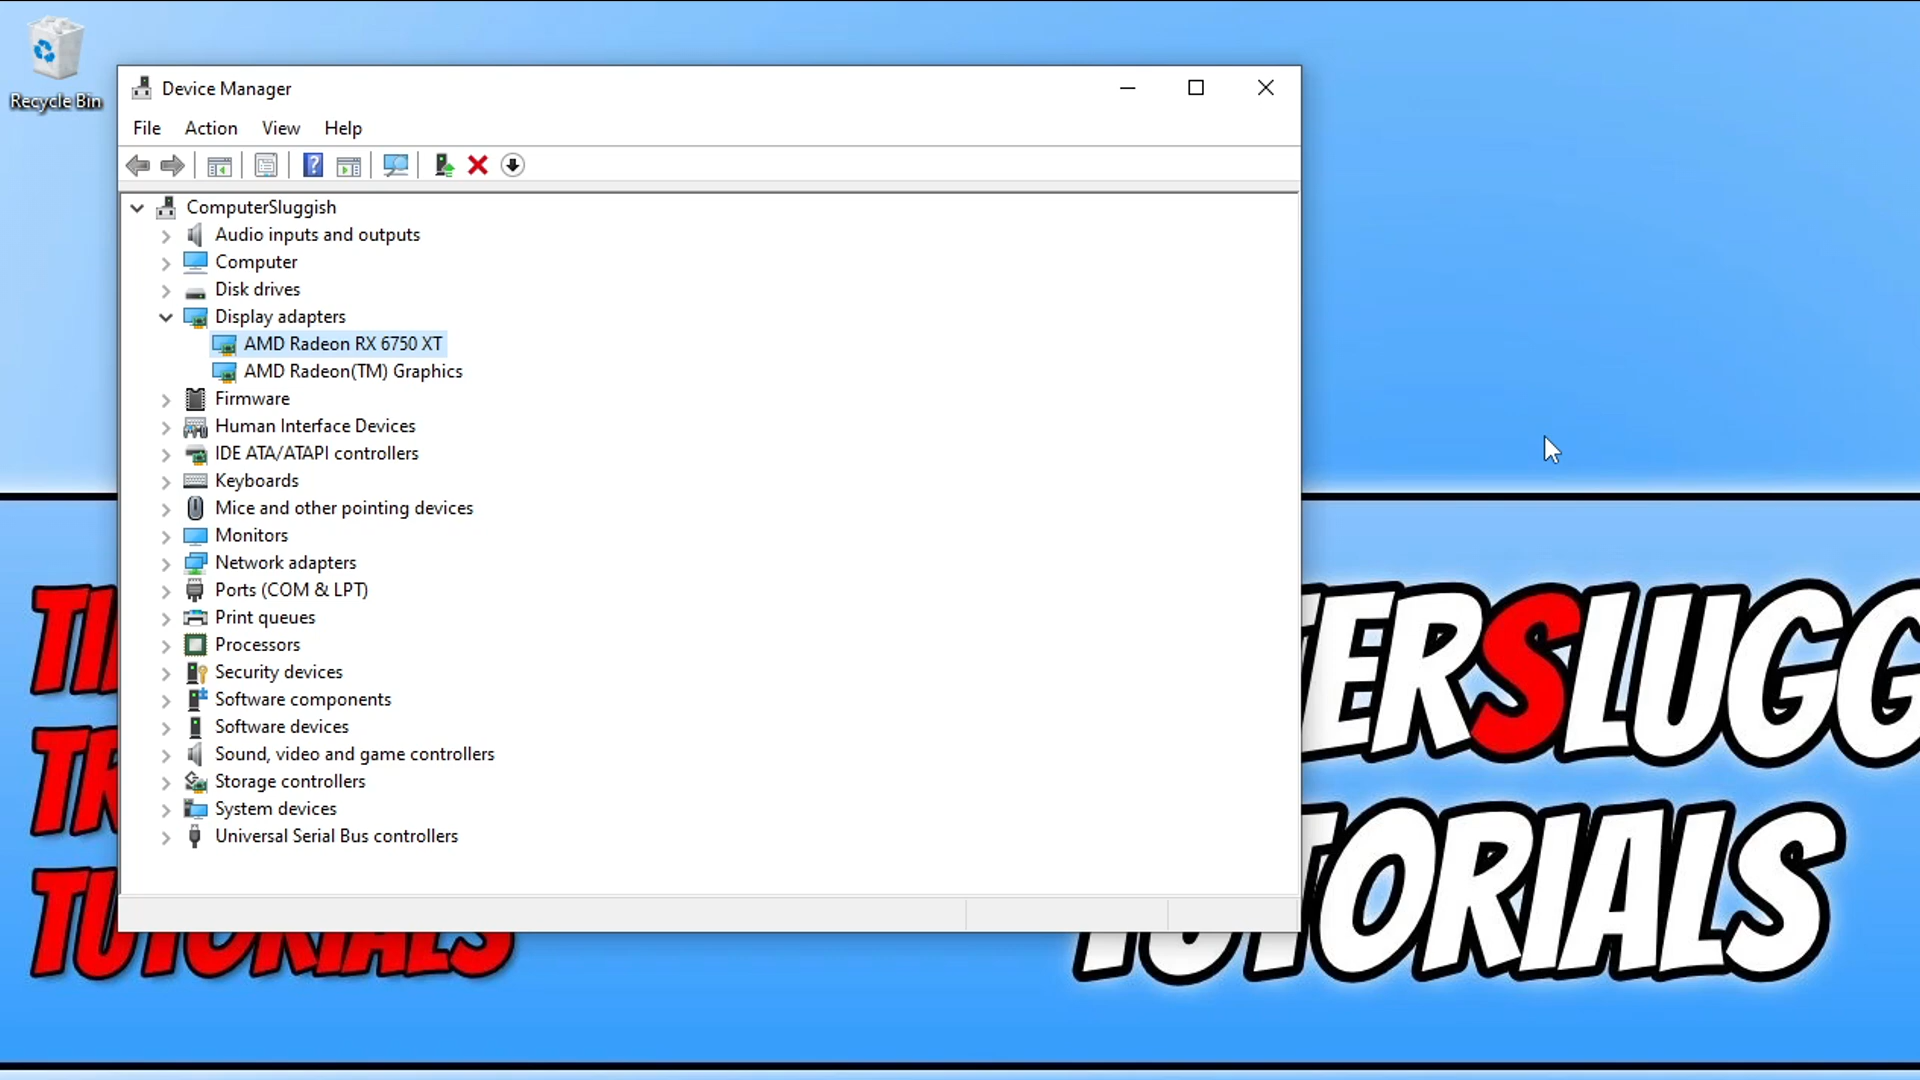 Recycle Bin
Device Manager
File Action View Help
ComputerSluggish
Audio inputs and outputs
Computer
Disk drives
Display adapters
AMD Radeon RX 6750 XT
AMD Radeon(TM) Graphics
Firmware
Human Interface Devices
IDE ATA/ATAPI controllers
Keyboards
Mice and other pointing devices
Monitors
Network adapters
Ports (COM & LPT)
Print queues
Processors
Security devices
Software components
Software devices
Sound, video and game controllers
Storage controllers
System devices
Universal Serial Bus controllers
TUTORIALS
TUTORIALS